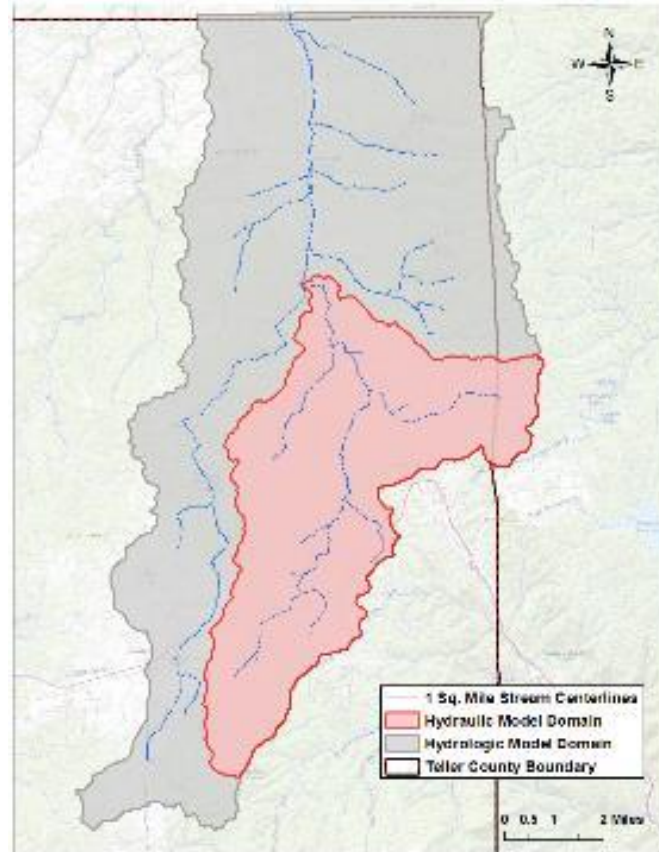 N
W E
S
1 Sq. Mile Stream Centerlines
Hydraulic Model Domain
Hydrologic Model Domain
Teller County Boundary
0 0.5 1 2 Miles